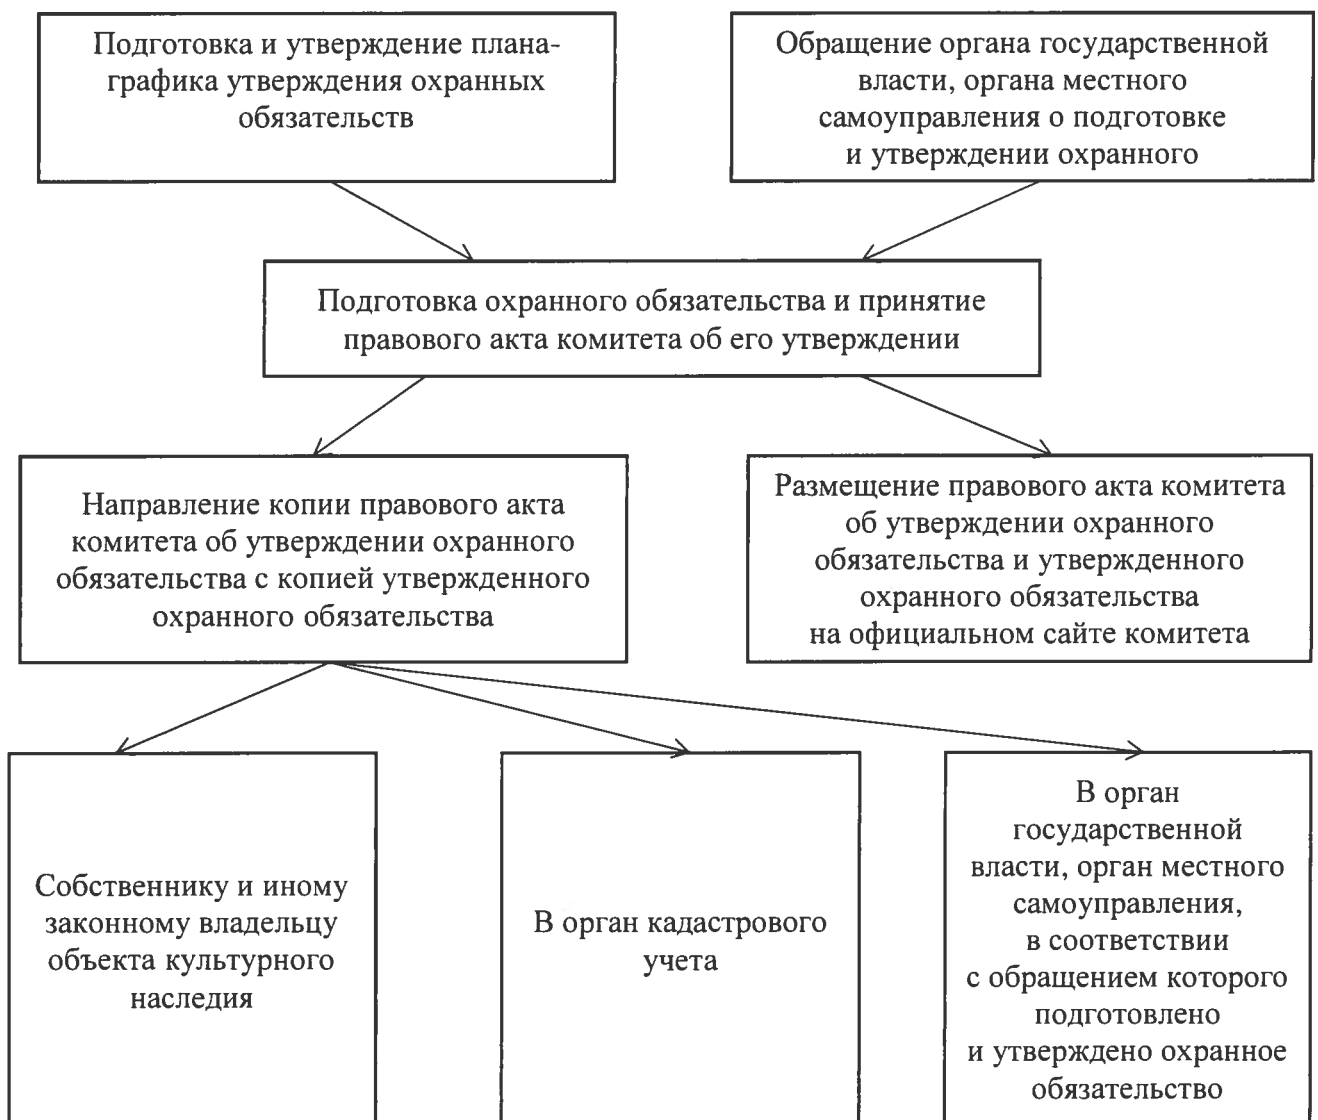 Подготовка и утверждение плана-
графика утверждения охранных
обязательств
Обращение органа государственной
власти, органа местного
самоуправления о подготовке
и утверждении охранного
Подготовка охранного обязательства и принятие
правового акта комитета об его утверждении
Направление копии правового акта
комитета об утверждении охранного
обязательства с копией утвержденного
охранного обязательства
Размещение правового акта комитета
об утверждении охранного
обязательства и утвержденного
охранного обязательства
на официальном сайте комитета
Собственнику и иному
законному владельцу
объекта культурного
наследия
В орган кадастрового
учета
В орган
государственной
власти, орган местного
самоуправления,
в соответствии
с обращением которого
подготовлено
и утверждено охранное
обязательство